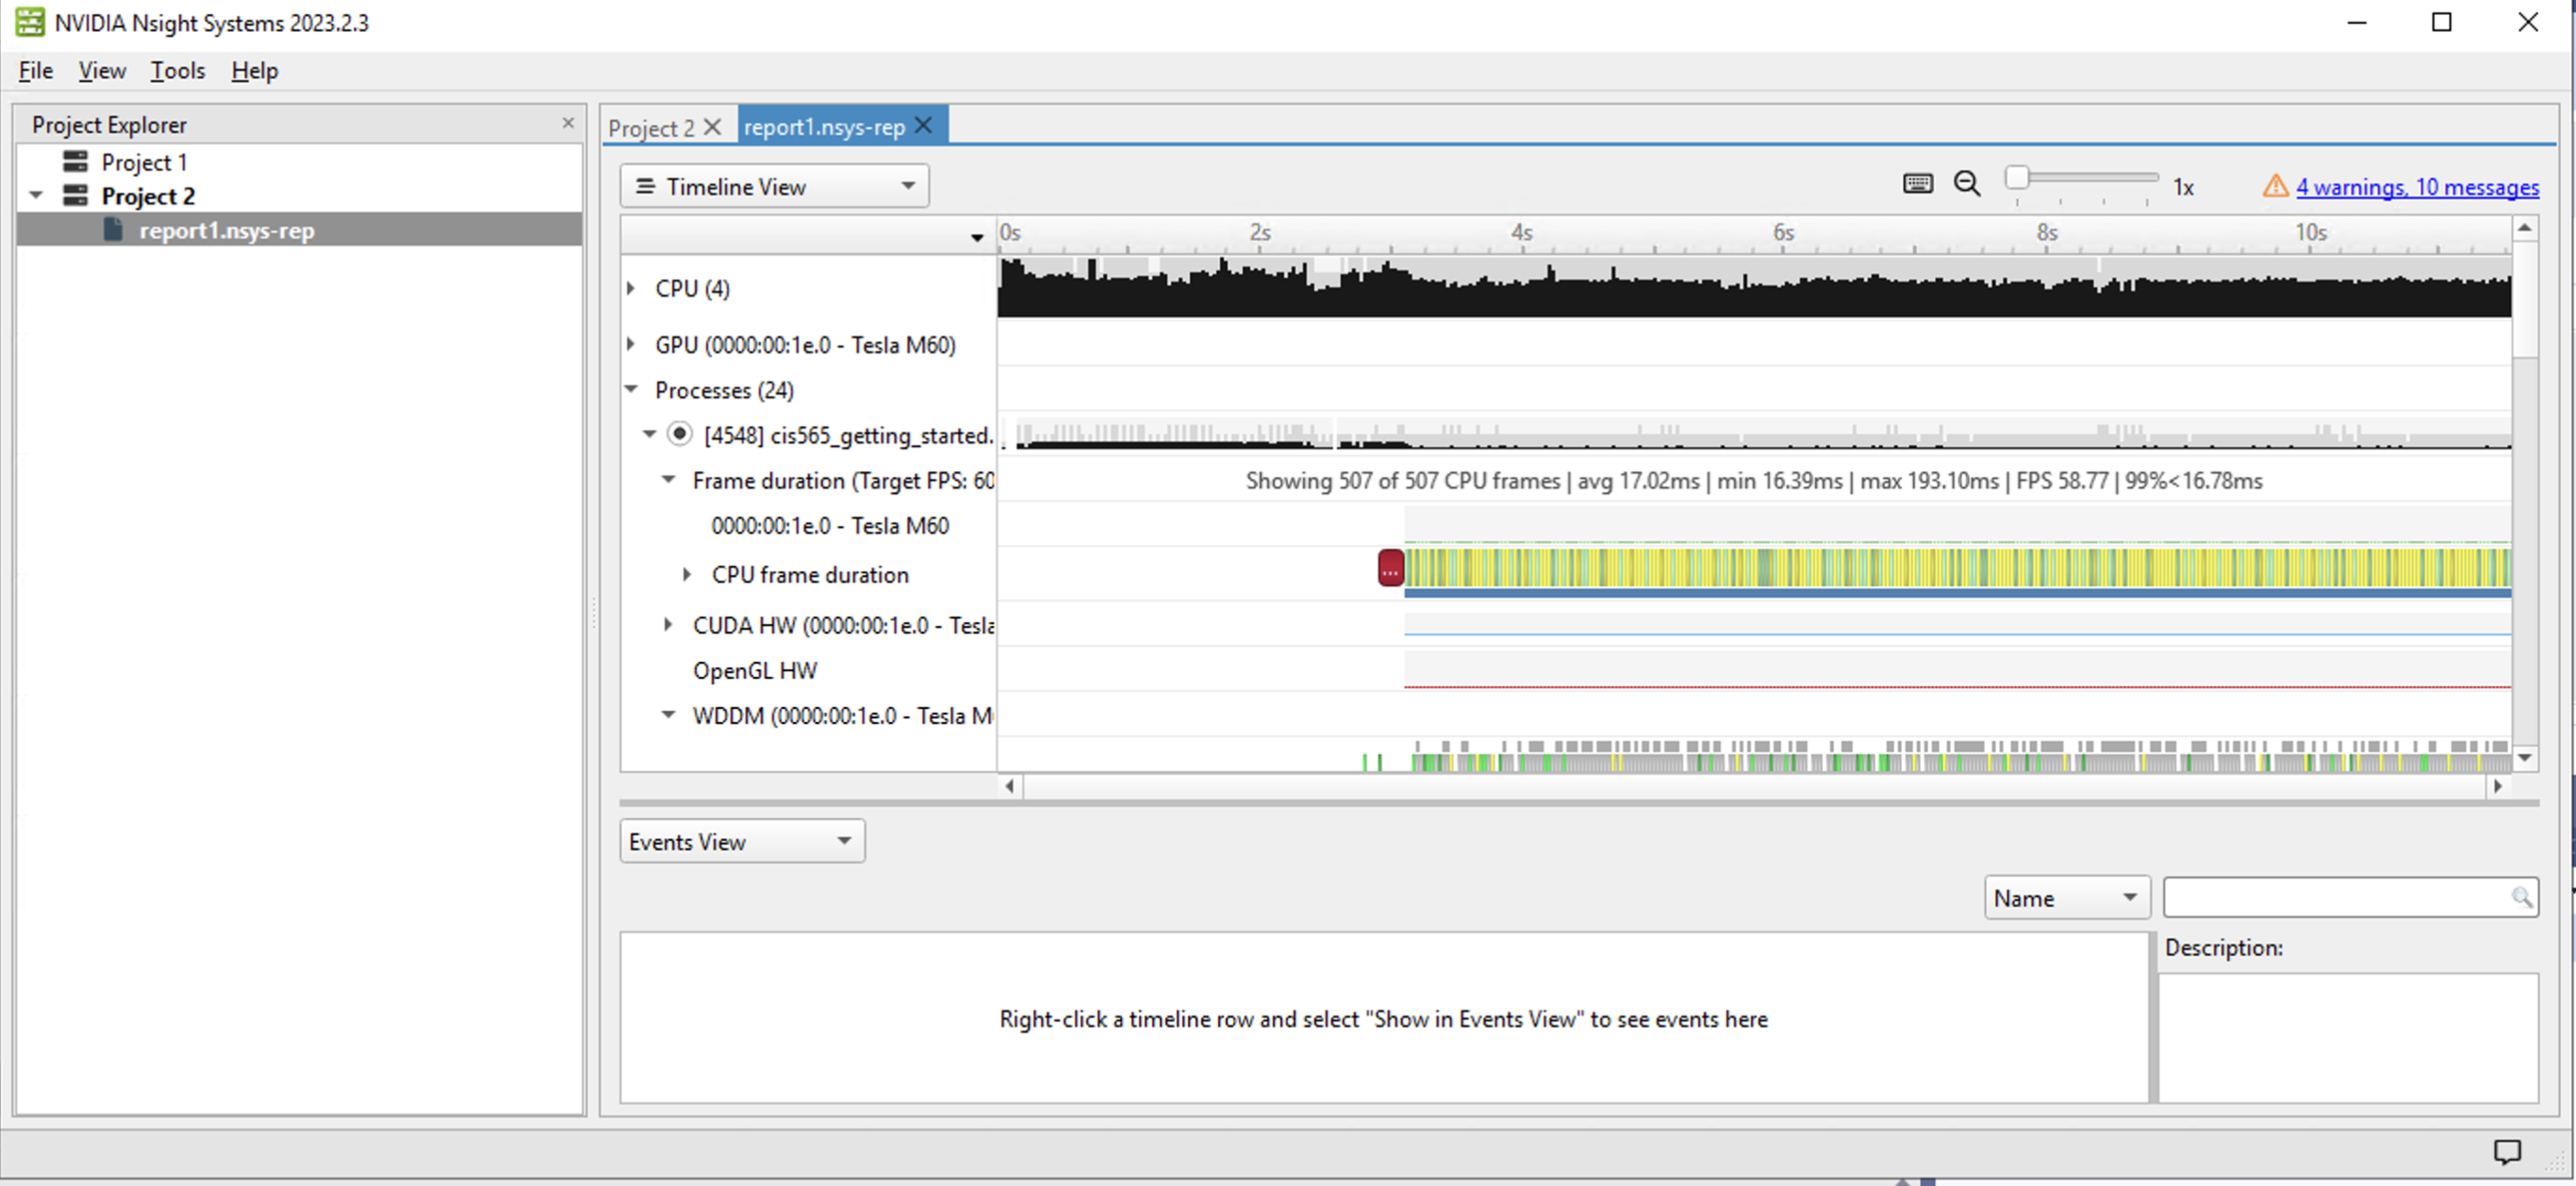 NVIDIA Nsight Systems 2023.2.3
File View Tools Help
Project Explorer
Project 1
Project 2
report1.nsys-rep
Project 2 report1.nsys-rep
Timeline View
1x
4 warnings, 10 messages
0s 2s 4s 6s 8s 10s
CPU (4)
GPU (0000:00:1e.0 - Tesla M60)
Processes (24)
[4548] cis565_getting_started.
Frame duration (Target FPS: 60
Showing 507 of 507 CPU frames | avg 17.02ms | min 16.39ms | max 193.10ms | FPS 58.77 | 99%<16.78ms
0000:00:1e.0 - Tesla M60
CPU frame duration
...
CUDA HW (0000:00:1e.0 - Tesla
OpenGL HW
WDDM (0000:00:1e.0 - Tesla M
Events View
Name
Description:
Right-click a timeline row and select "Show in Events View" to see events here